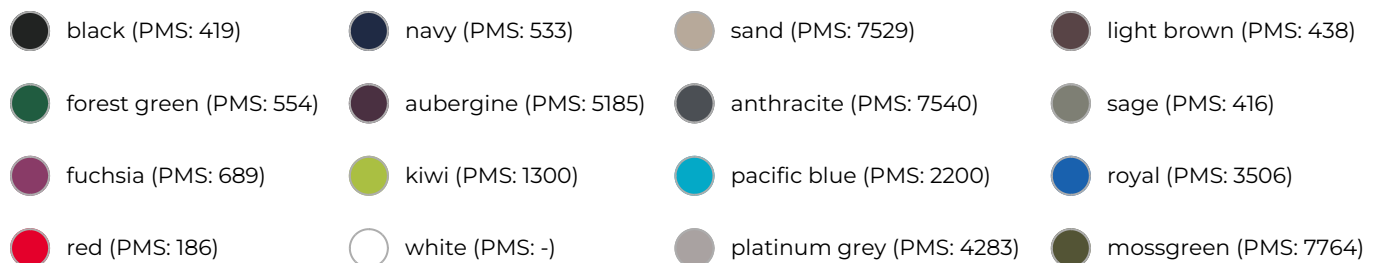 black (PMS: 419) navy (PMS: 533) sand (PMS: 7529) light brown (PMS: 438)
forest green (PMS: 554) aubergine (PMS: 5185) anthracite (PMS: 7540) sage (PMS: 416)
fuchsia (PMS: 689) kiwi (PMS: 1300) pacific blue (PMS: 2200) royal (PMS: 3506)
red (PMS: 186) white (PMS: -) platinum grey (PMS: 4283) mossgreen (PMS: 7764)